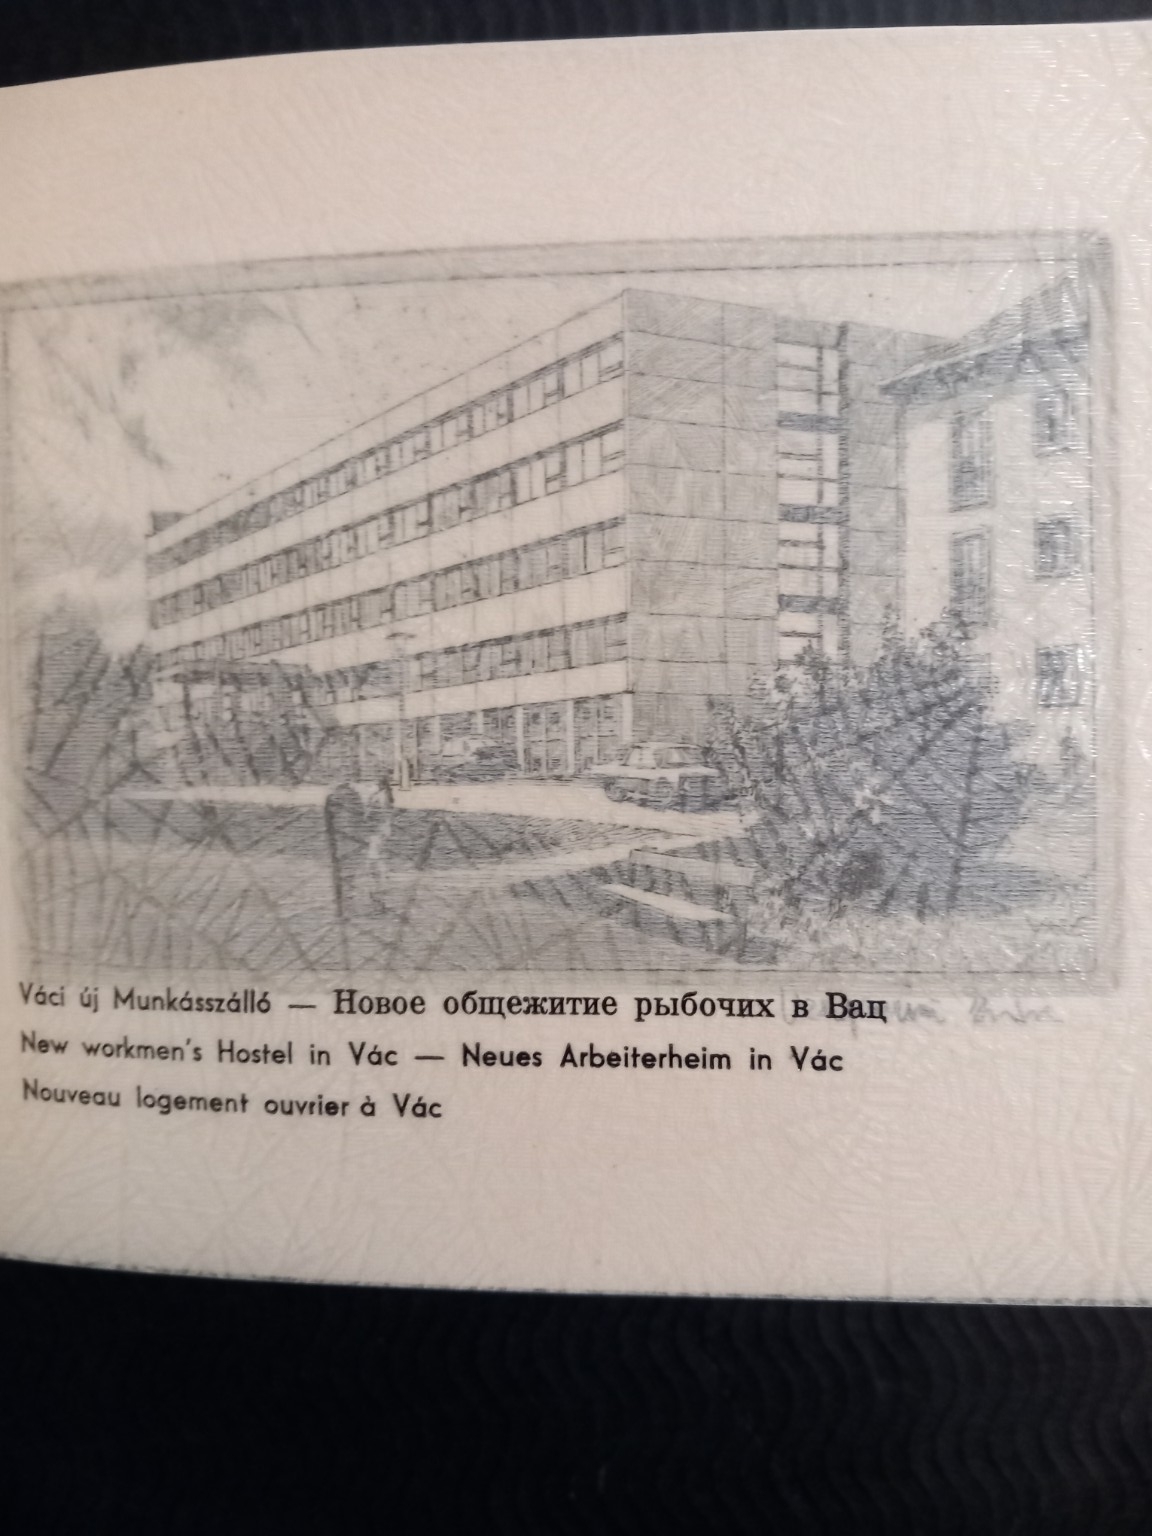 Váci új Munkásszálló — Новое общежитие рыбочих в Вац
New workmen's Hostel in Vác — Neues Arbeiterheim in Vác
Nouveau logement ouvrier à Vác